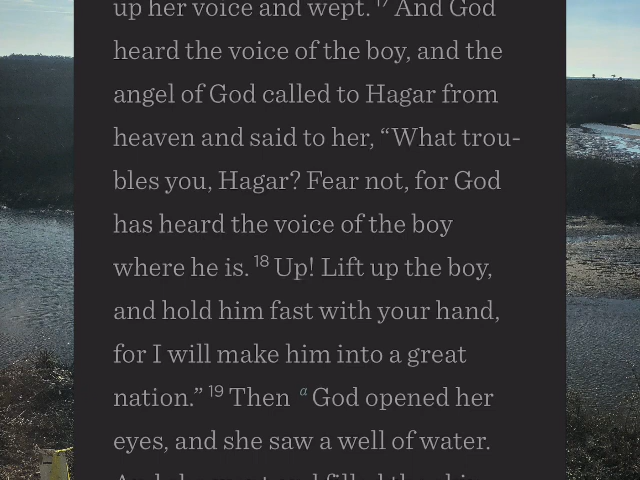 up her voice and wept. 17 And God
heard the voice of the boy, and the
angel of God called to Hagar from
heaven and said to her, “What trou-
bles you, Hagar? Fear not, for God
has heard the voice of the boy
where he is. 18 Up! Lift up the boy,
and hold him fast with your hand,
for I will make him into a great
nation.” 19 Then a God opened her
eyes, and she saw a well of water.